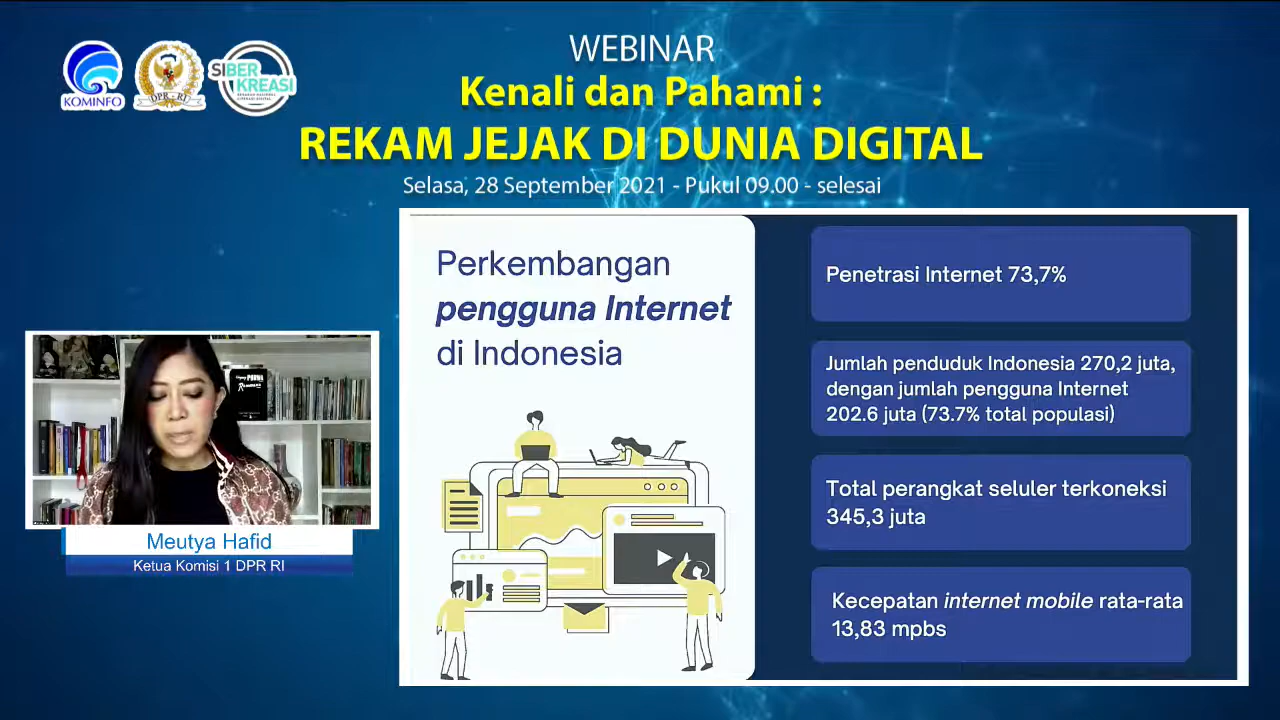 WEBINAR
Kenali dan Pahami :
REKAM JEJAK DI DUNIA DIGITAL
Selasa, 28 September 2021 - Pukul 09.00 - selesai
KOMINFO
DPR - RI
SIBER
KREASI
Perkembangan
pengguna Internet
di Indonesia
Penetrasi Internet 73,7%
Jumlah penduduk Indonesia 270,2 juta,
dengan jumlah pengguna Internet
202.6 juta (73.7% total populasi)
Total perangkat seluler terkoneksi
345,3 juta
Kecepatan internet mobile rata-rata
13,83 mpbs
Meutya Hafid
Ketua Komisi 1 DPR RI